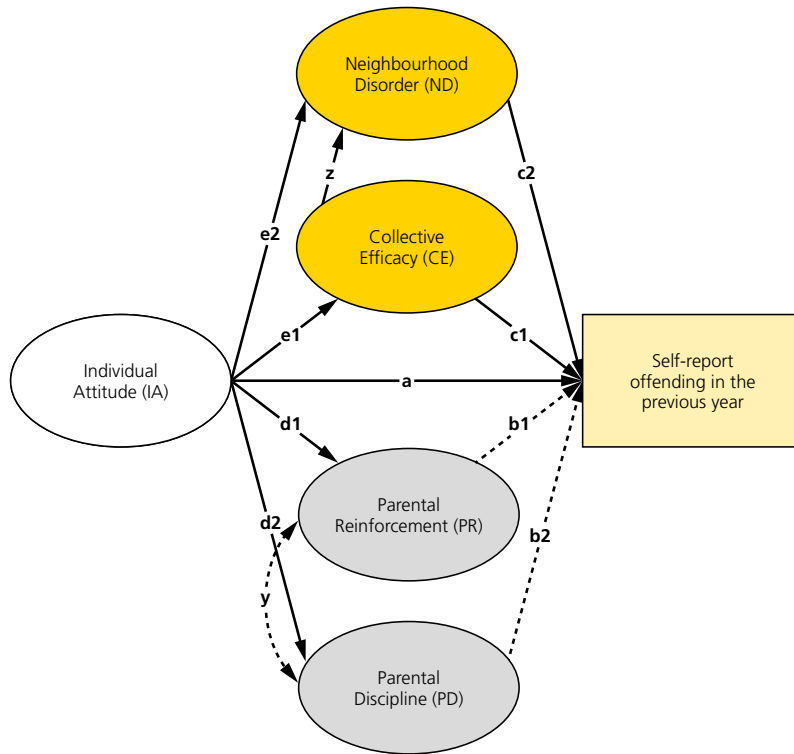 Neighbourhood
Disorder (ND)
z
c2
e2
Collective
Efficacy (CE)
e1
c1
Individual
Attitude (IA)
a
Self-report
offending in the
previous year
d1
b1
Parental
Reinforcement (PR)
d2
b2
y
Parental
Discipline (PD)